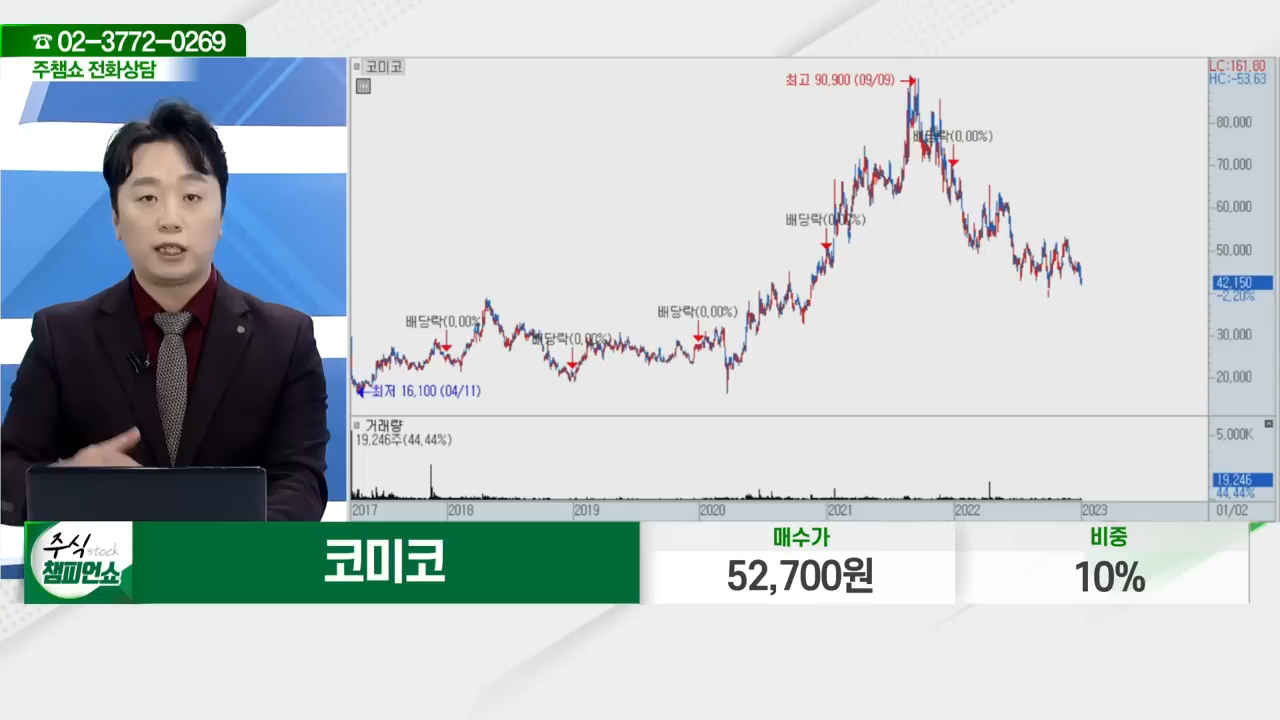 ☎ 02-3772-0269
주챔쇼 전화상담
코미코
최고 90,900 (09/09)
LC:161.80
HC:-53.63
배당락(0,00%)
배당락(0,00%)
배당락(0,00%)
배당락(0,00%)
배당락(0,00%)
최저 16,100 (04/11)
80,000
70,000
60,000
50,000
42,150
-2.20%
30,000
20,000
거래량
19,246주(44,44%)
5,000K
19,246
44,44%
2017
2018
2019
2020
2021
2022
2023
01/02
주식 stock
챔피언쇼
코미코
매수가
52,700원
비중
10%